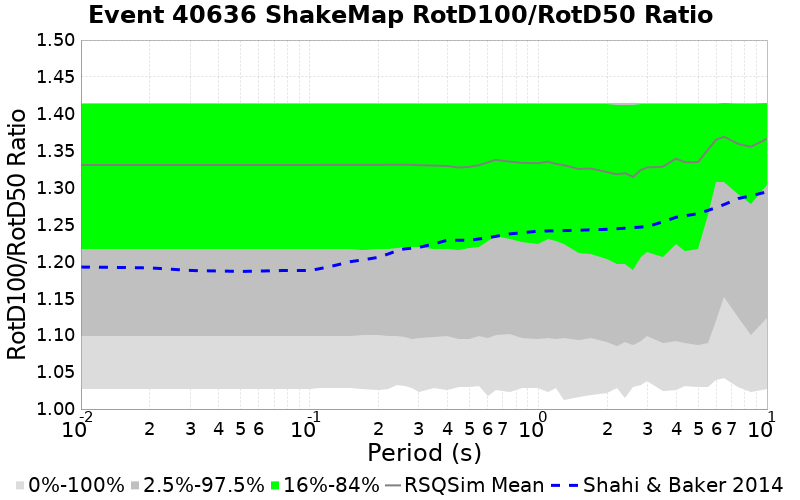 Event 40636 ShakeMap RotD100/RotD50 Ratio
RotD100/RotD50 Ratio
1.50
1.45
1.40
1.35
1.30
1.25
1.20
1.15
1.10
1.05
1.00
10-2 2 3 4 5 6 10-1 2 3 4 5 6 7 100 2 3 4 5 6 7 101
Period (s)
0%-100% 2.5%-97.5% 16%-84% RSQSim Mean Shahi & Baker 2014